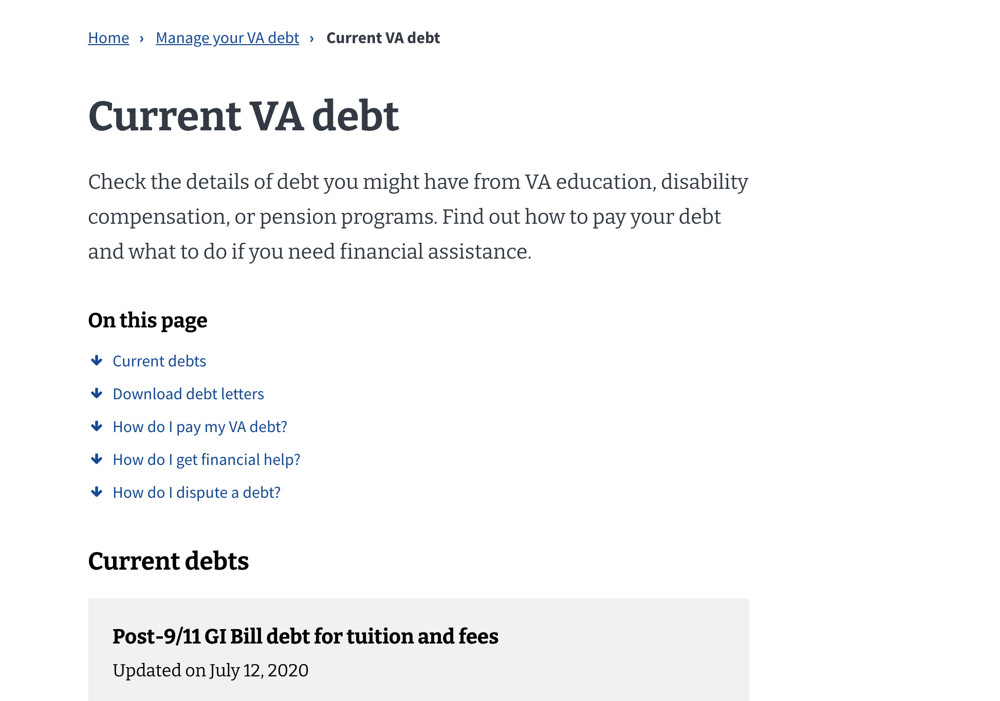 Home › Manage your VA debt › Current VA debt
Current VA debt
Check the details of debt you might have from VA education, disability
compensation, or pension programs. Find out how to pay your debt
and what to do if you need financial assistance.
On this page
Current debts
Download debt letters
How do I pay my VA debt?
How do I get financial help?
How do I dispute a debt?
Current debts
Post-9/11 GI Bill debt for tuition and fees
Updated on July 12, 2020